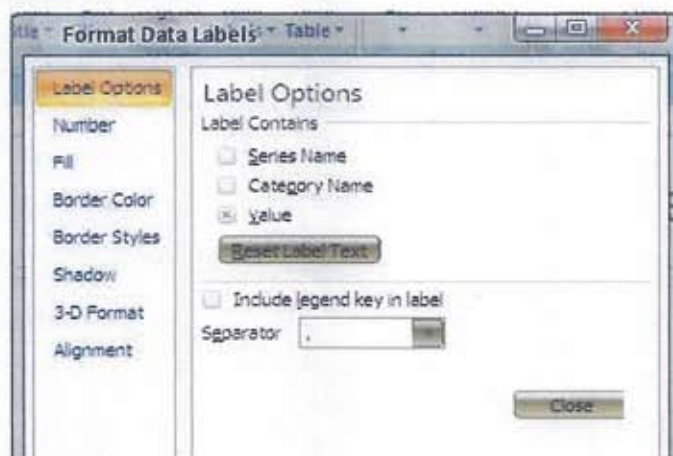 Format Data Labels
Table
Label Options
Number
Fill
Border Color
Border Styles
Shadow
3-D Format
Alignment
Label Options
Label Contains
Series Name
Category Name
Value
Reset Label Text
Include legend key in label
Separator ,
Close